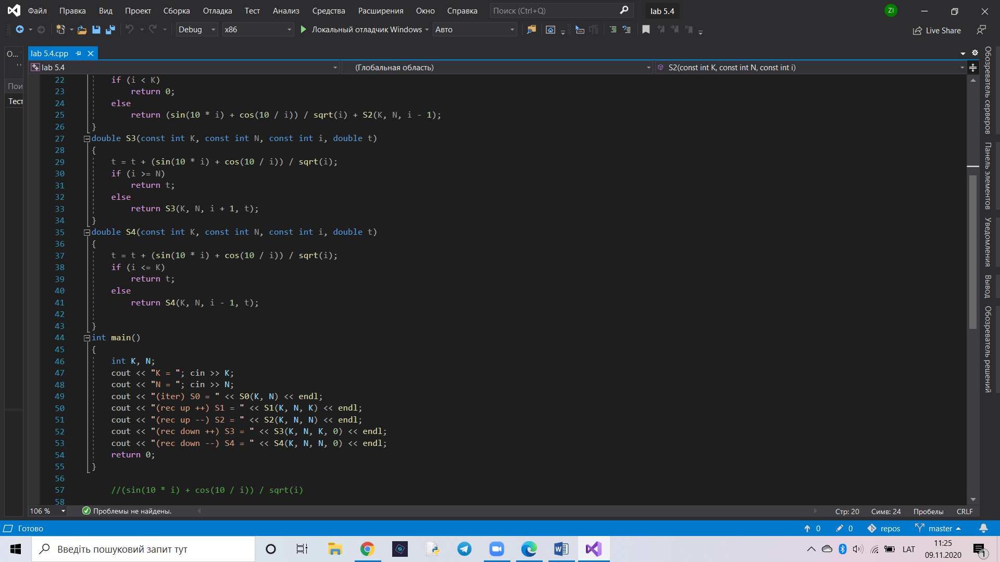 Файл Правка Вид Проект Сборка Отладка Тест Анализ Средства Расширения Окно Справка Поиск (Ctrl+Q) lab 5.4 ZI
Debug x86 Локальный отладчик Windows Авто Live Share
О...
lab 5.4.cpp
lab 5.4 (Глобальная область) S2(const int K, const int N, const int i)
Пои
Тест
22 if (i < K)
23 return 0;
24 else
25 return (sin(10 * i) + cos(10 / i)) / sqrt(i) + S2(K, N, i - 1);
26 }
27 double S3(const int K, const int N, const int i, double t)
28 {
29 t = t + (sin(10 * i) + cos(10 / i)) / sqrt(i);
30 if (i >= N)
31 return t;
32 else
33 return S3(K, N, i + 1, t);
34 }
35 double S4(const int K, const int N, const int i, double t)
36 {
37 t = t + (sin(10 * i) + cos(10 / i)) / sqrt(i);
38 if (i <= K)
39 return t;
40 else
41 return S4(K, N, i - 1, t);
42
43 }
44 int main()
45 {
46 int K, N;
47 cout << "K = "; cin >> K;
48 cout << "N = "; cin >> N;
49 cout << "(iter) S0 = " << S0(K, N) << endl;
50 cout << "(rec up ++) S1 = " << S1(K, N, K) << endl;
51 cout << "(rec up --) S2 = " << S2(K, N, N) << endl;
52 cout << "(rec down ++) S3 = " << S3(K, N, K, 0) << endl;
53 cout << "(rec down --) S4 = " << S4(K, N, N, 0) << endl;
54 return 0;
55 }
56
57 //(sin(10 * i) + cos(10 / i)) / sqrt(i)
58
Обозреватель серверов
Панель элементов
Уведомления
Вывод
Обозреватель решений
106 % Проблемы не найдены. Стр: 20 Симв: 24 Пробелы CRLF
Готово 0 0 repos master
Введіть пошуковий запит тут LAT 11:25
09.11.2020
1